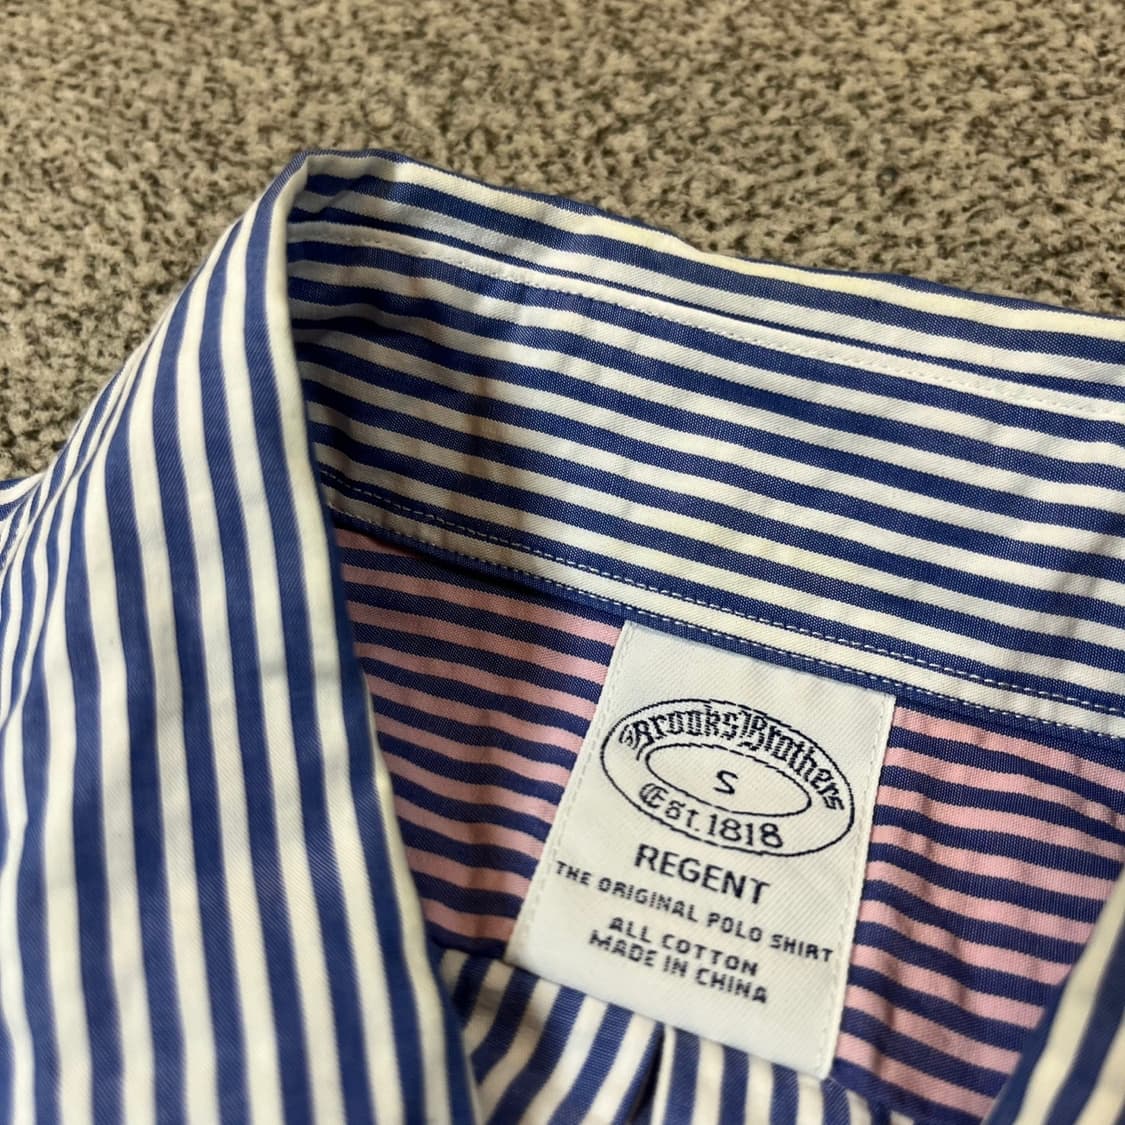 Brooks Brothers
S
Est. 1818
REGENT
THE ORIGINAL POLO SHIRT
ALL COTTON
MADE IN CHINA